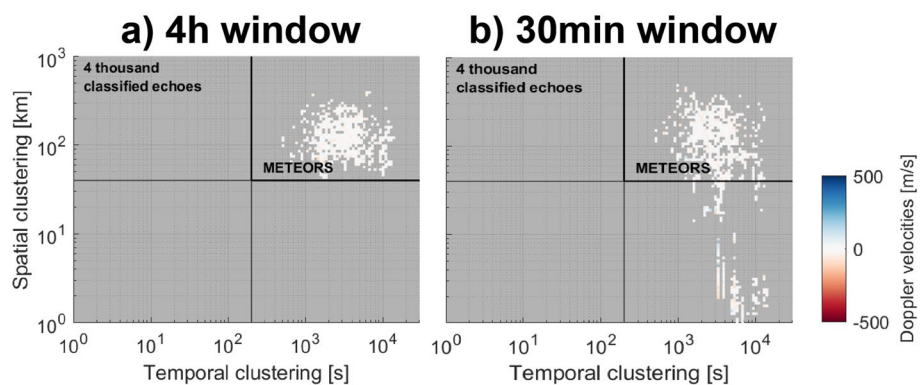 a) 4h window
b) 30min window
10³
10²
10¹
10⁰
Spatial clustering [km]
4 thousand
classified echoes
METEORS
10⁰ 10¹ 10² 10³ 10⁴
Temporal clustering [s]
4 thousand
classified echoes
METEORS
10⁰ 10¹ 10² 10³ 10⁴
Temporal clustering [s]
500
0
-500
Doppler velocities [m/s]